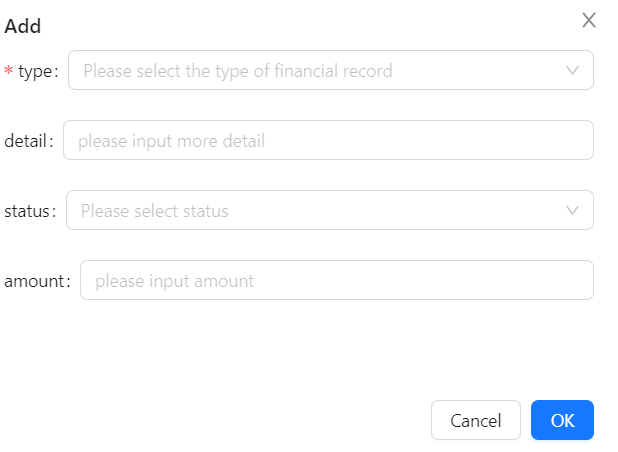 Add
* type: Please select the type of financial record
detail: please input more detail
status: Please select status
amount: please input amount
Cancel OK